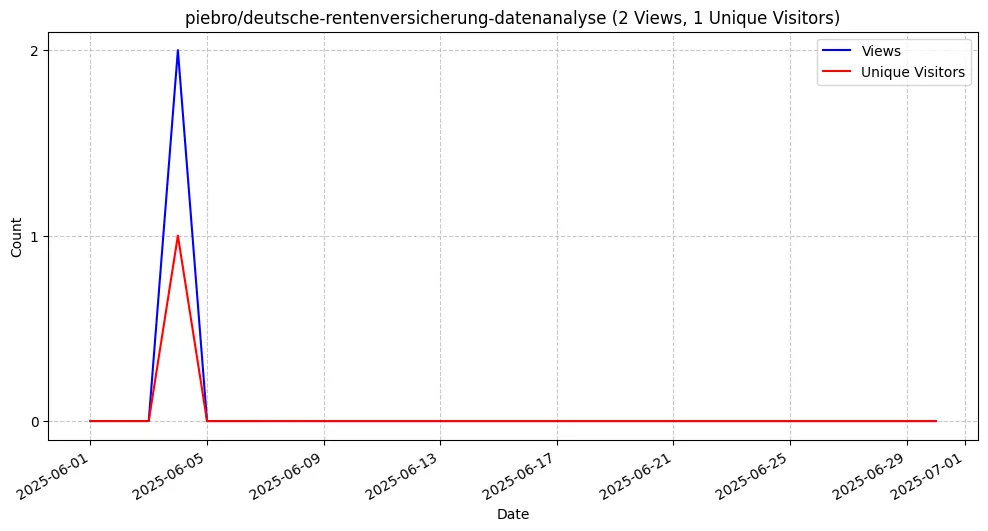 piebro/deutsche-rentenversicherung-datenanalyse (2 Views, 1 Unique Visitors)
Views
Unique Visitors
Count
2
1
0
2025-06-01
2025-06-05
2025-06-09
2025-06-13
2025-06-17
2025-06-21
2025-06-25
2025-06-29
2025-07-01
Date